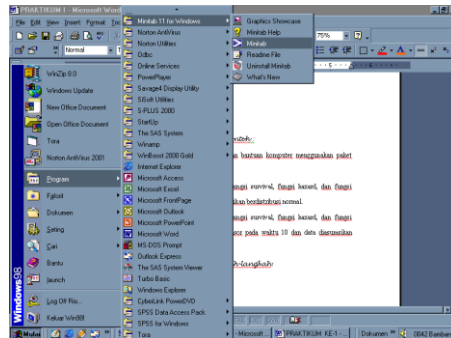 PRAKTIKUM 1 - Microsoft Word
File Edit View Insert Format
Normal
75%
WinZip 8.0
Windows Update
New Office Document
Open Office Document
Tora
Norton AntiVirus 2001
Program
Dokumen
Cari
Bantu
Log Off
Windows98
Minitab 11 for Windows
Norton AntiVirus
Norton Utilities
Odbc
Online Services
PowerPlayer
Savage4 Display Utility
SiSoft Utilities
S-PLUS 2000
StartUp
The SAS System
Winamp
WinBoost 2000 Gold
Internet Explorer
Microsoft Access
Microsoft Excel
Microsoft FrontPage
Microsoft Outlook
Microsoft PowerPoint
Microsoft Word
MS-DOS Prompt
Outlook Express
The SAS System Viewer
Turbo Basic
Windows Explorer
CyberLink PowerDVD
SPSS Data Access Pack
SPSS for Windows
Tora
Graphics Showcase
Minitab Help
Minitab
Readme File
Uninstall Minitab
What's New
bantuan komputer menggunakan paket
fungsi survival, fungsi hazard, dan fungsi
berdistribusi normal.
fungsi survival, fungsi hazard, dan fungsi
pada waktu 10 dan data diasumsikan
Mulai
Microsoft
PRAKTIKUM KE-1 -
Dokumen